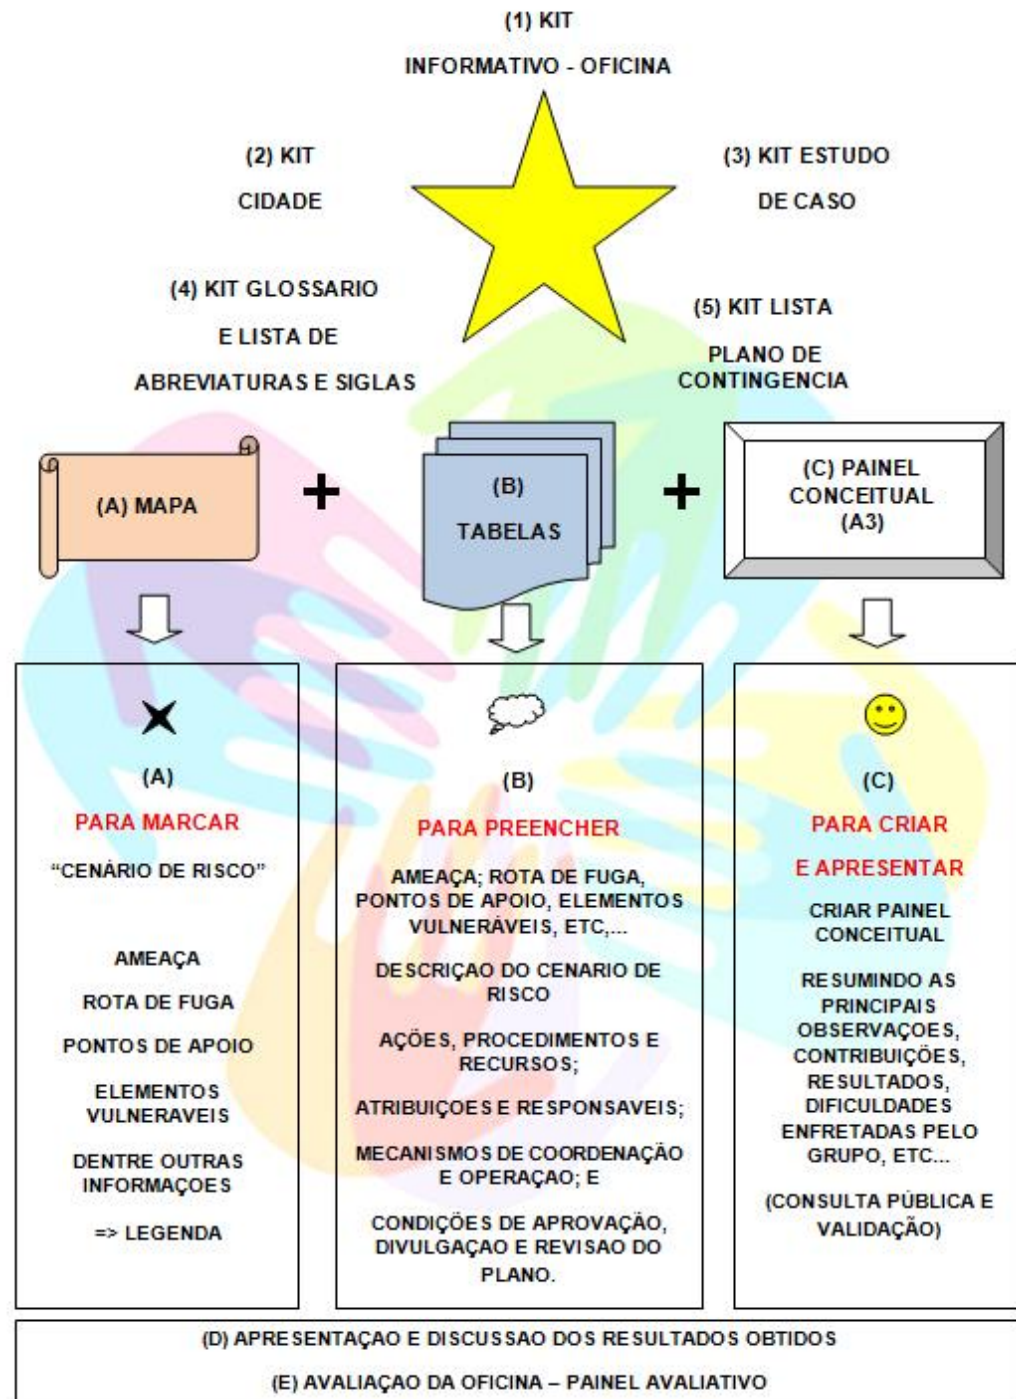 (1) KIT
INFORMATIVO - OFICINA
(2) KIT
CIDADE
(3) KIT ESTUDO
DE CASO
(4) KIT GLOSSARIO
E LISTA DE
ABREVIATURAS E SIGLAS
(5) KIT LISTA
PLANO DE
CONTINGENCIA
(A) MAPA
+
(B)
TABELAS
+
(C) PAINEL
CONCEITUAL
(A3)
(A)
PARA MARCAR
“CENÁRIO DE RISCO”
AMEAÇA
ROTA DE FUGA
PONTOS DE APOIO
ELEMENTOS
VULNERAVEIS
DENTRE OUTRAS
INFORMAÇOES
=> LEGENDA
(B)
PARA PREENCHER
AMEAÇA; ROTA DE FUGA,
PONTOS DE APOIO, ELEMENTOS
VULNERÁVEIS, ETC,...
DESCRIÇAO DO CENARIO DE
RISCO
AÇÕES, PROCEDIMENTOS E
RECURSOS;
ATRIBUIÇOES E RESPONSAVEIS;
MECANISMOS DE COORDENAÇÃO
E OPERAÇAO; E
CONDIÇÕES DE APROVAÇÃO,
DIVULGAÇAO E REVISAO DO
PLANO.
(C)
PARA CRIAR
E APRESENTAR
CRIAR PAINEL
CONCEITUAL
RESUMINDO AS
PRINCIPAIS
OBSERVAÇOES,
CONTRIBUIÇÕES,
RESULTADOS,
DIFICULDADES
ENFRETADAS PELO
GRUPO, ETC...
(CONSULTA PÚBLICA E
VALIDAÇÃO)
(D) APRESENTAÇAO E DISCUSSAO DOS RESULTADOS OBTIDOS
(E) AVALIAÇAO DA OFICINA – PAINEL AVALIATIVO